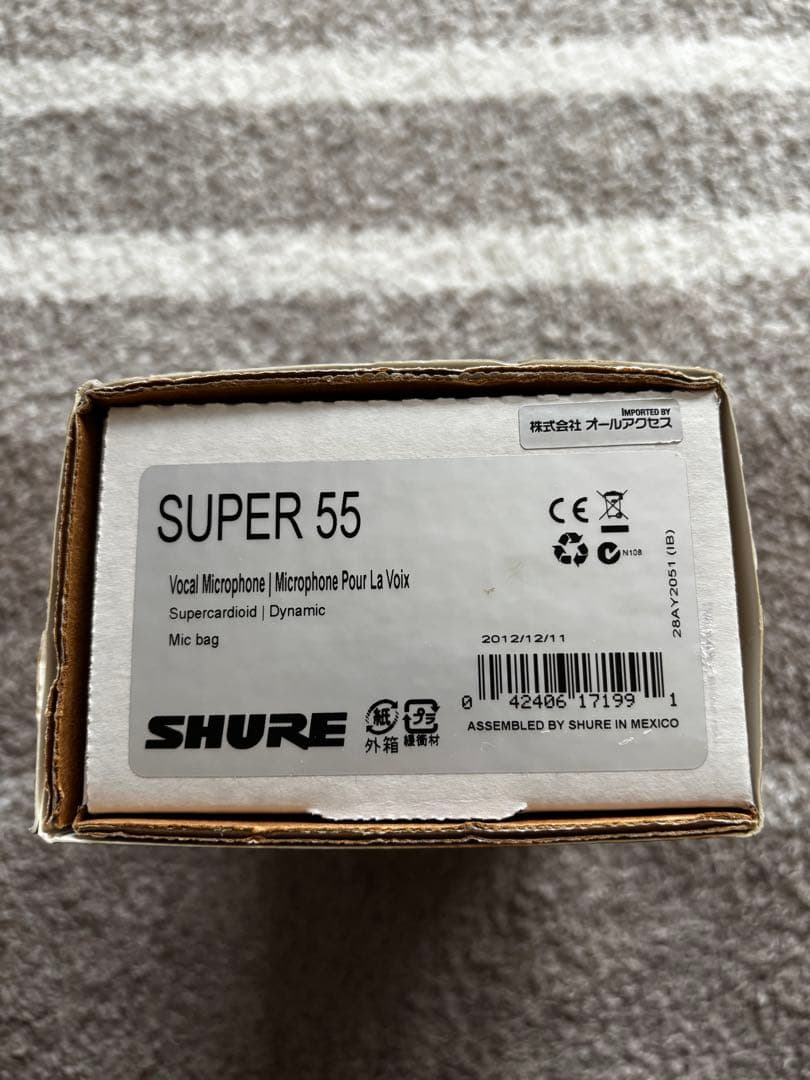 IMPORTED BY
株式会社 オールアクセス
SUPER 55
Vocal Microphone | Microphone Pour La Voix
Supercardioid | Dynamic
Mic bag
CE
N108
28AY2051 (IB)
2012/12/11
0 42406 17199 1
ASSEMBLED BY SHURE IN MEXICO
SHURE
紙
外箱
プラ
緩衝材